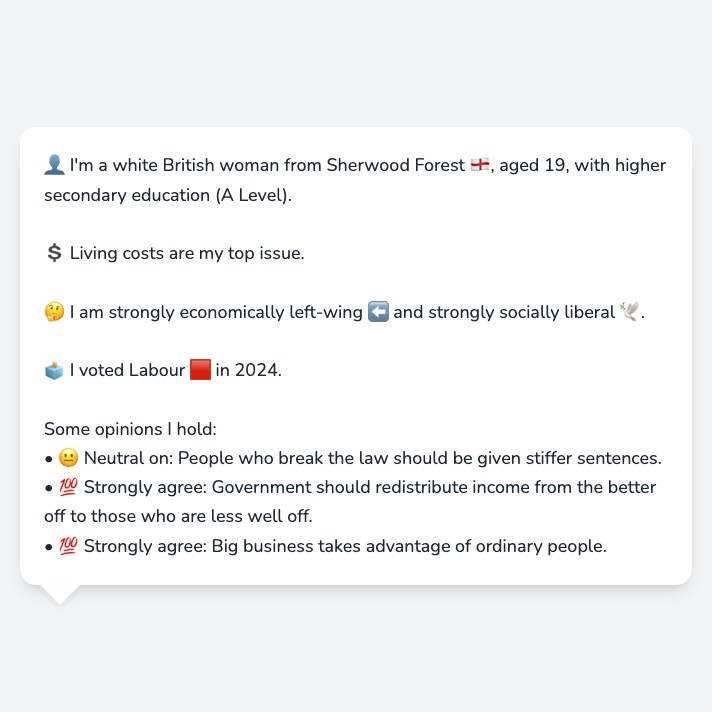 👤 I'm a white British woman from Sherwood Forest 🏴󠁧󠁢󠁥󠁮󠁧󠁿, aged 19, with higher
secondary education (A Level).
💲 Living costs are my top issue.
🤔 I am strongly economically left-wing ⬅️ and strongly socially liberal 🕊️.
🗳️ I voted Labour 🟥 in 2024.
Some opinions I hold:
• 😐 Neutral on: People who break the law should be given stiffer sentences.
• 💯 Strongly agree: Government should redistribute income from the better
off to those who are less well off.
• 💯 Strongly agree: Big business takes advantage of ordinary people.